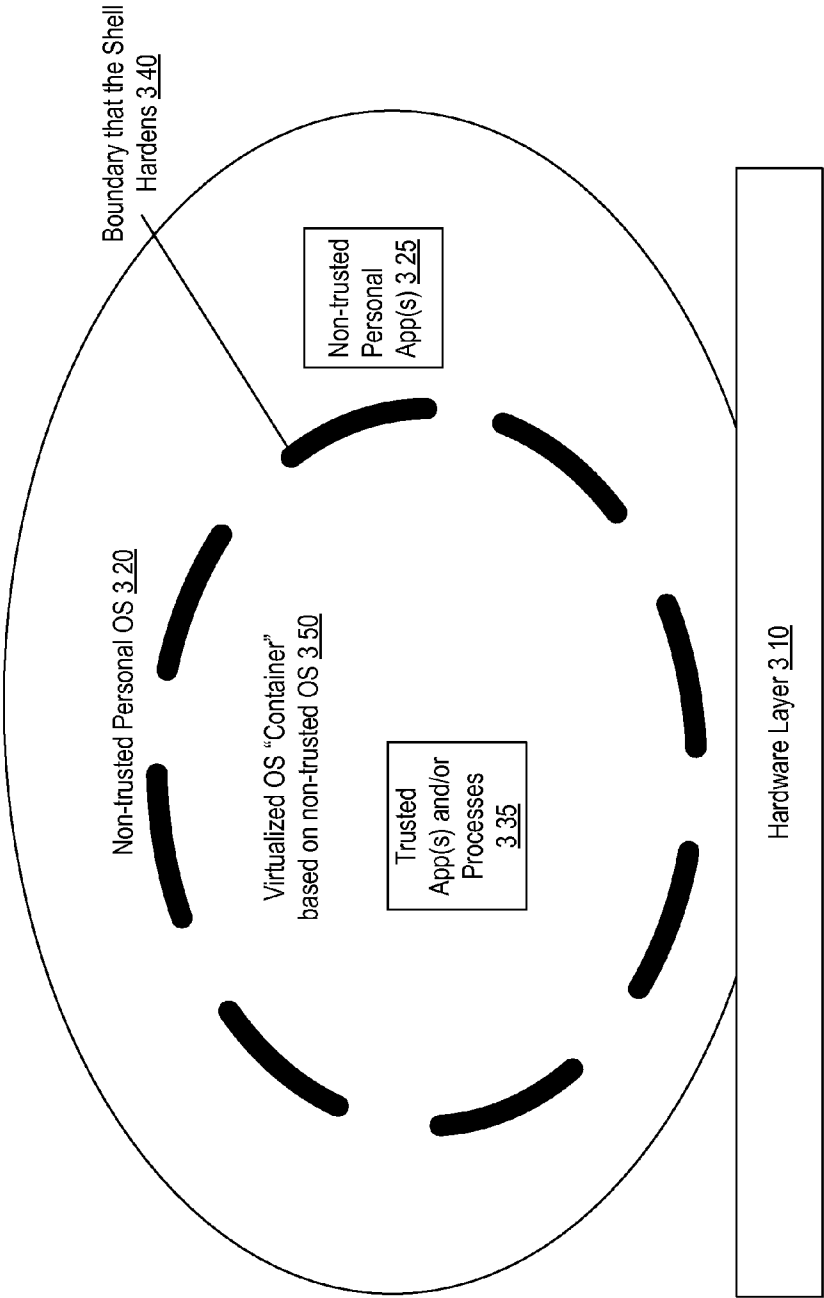 Boundary that the Shell
Hardens 3 40
Non-trusted Personal OS 3 20
Non-trusted
Personal
App(s) 3 25
Virtualized OS “Container”
based on non-trusted OS 3 50
Trusted
App(s) and/or
Processes
3 35
Hardware Layer 3 10